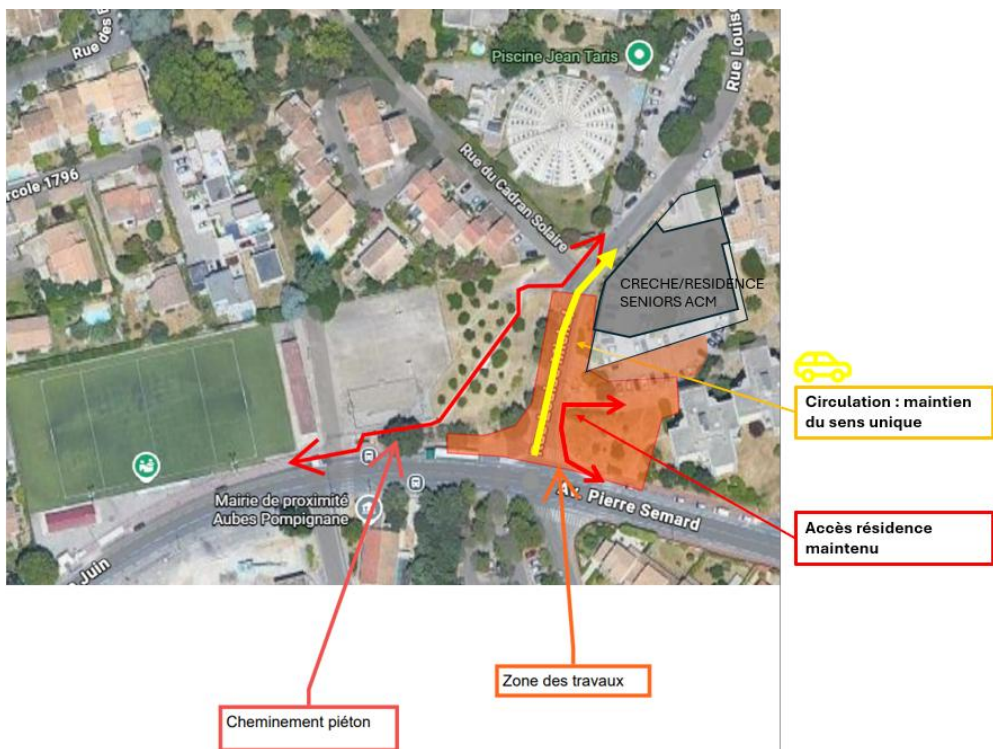 Rue des
Piscine Jean Taris
Rue Louise
rcole 1796
Rue du Cadran Solaire
CRECHE/RESIDENCE
SENIORS ACM
Circulation : maintien
du sens unique
Mairie de proximité
Aubes Pompignane
Av. Pierre Semard
Accès résidence
maintenu
Juin
Zone des travaux
Cheminement piéton